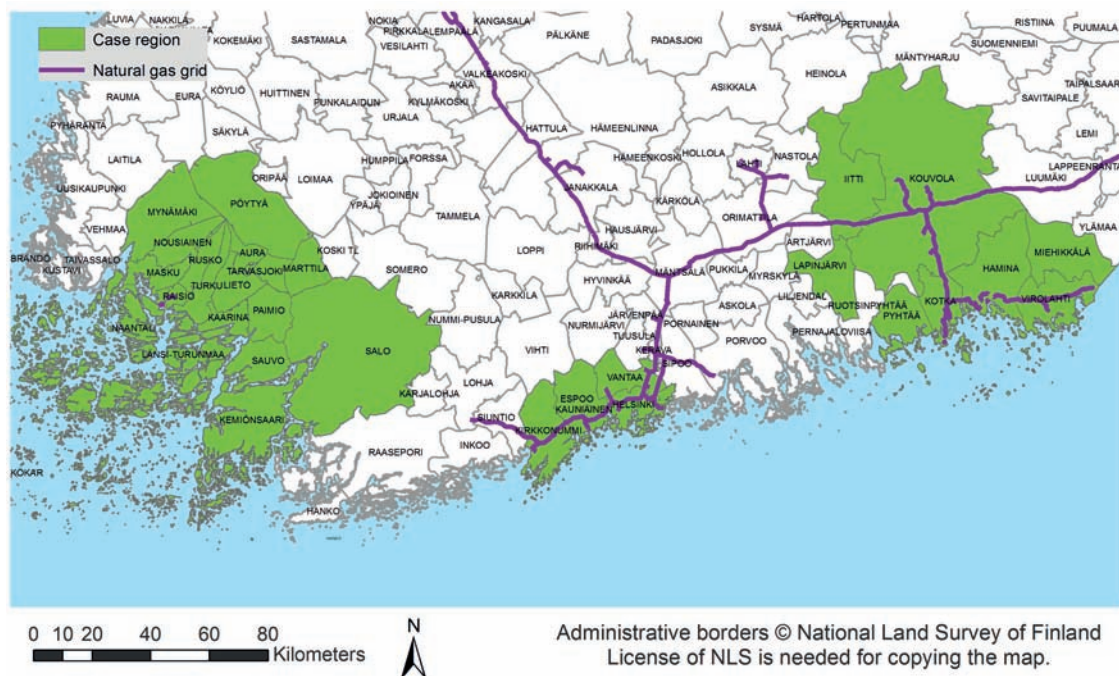 LUVIA
NAKKILA
NOKIA
KANGASALA
SYSMÄ
HARTOLA
PERTUNMAA
RISTIINA
PUUMALA
Case region
KOKEMÄKI
SASTAMALA
PIRKKALA
LEMPÄÄLÄ
VESILAHTI
PÄLKÄNE
PADASJOKI
SUOMENNIEMI
Natural gas grid
MÄNTYHARJU
VALKEAKOSKI
HEINOLA
TAIPALSAARI
RAUMA
EURA
KÖYLIÖ
HUITTINEN
AKAA
ASIKKALA
SAVITAIPALE
PUNKALAIDUN
KYLMÄKOSKI
PYHÄRANTA
URJALA
SÄKYLÄ
HATTULA
HÄMEENLINNA
LEMI
LAITILA
HUMPPILA
FORSSA
HÄMEENKOSKI
HOLLOLA
LAHTI
NASTOLA
LAPPEENRANTA
ORIPÄÄ
LOIMAA
IITTI
KOUVOLA
LUUMÄKI
UUSIKAUPUNKI
JOKIOINEN
JANAKKALA
PÖYTYÄ
YPÄJÄ
KÄRKÖLÄ
MYNÄMÄKI
TAMMELA
ORIMATTILA
VEHMAA
HAUSJÄRVI
YLÄMAA
NOUSIAINEN
AURA
KOSKI TL
LOPPI
RIIHIMÄKI
ARTJÄRVI
BRÄNDÖ
TAIVASSALO
RUSKO
MIEHIKKÄLÄ
KUSTAVI
MASKU
TARVASJOKI
MARTTILA
SOMERO
MÄNTSÄLÄ
PUKKILA
LAPINJÄRVI
HAMINA
TURKU
LIETO
HYVINKÄÄ
MYRSKYLÄ
RAISIO
KARKKILA
LILJENDAL
RUOTSINPYHTÄÄ
KOTKA
VIROLAHTI
NAANTALI
KAARINA
PAIMIO
ASKOLA
NUMMI-PUSULA
NURMIJÄRVI
JÄRVENPÄÄ
PORNAINEN
PYHTÄÄ
TUUSULA
PERNAJA
LOVIISA
LÄNSI-TURUNMAA
SAUVO
SALO
VIHTI
KERAVA
PORVOO
SIPOO
LOHJA
VANTAA
KARJALOHJA
ESPOO
KAUNIAINEN
HELSINKI
KEMIÖNSAARI
SIUNTIO
KIRKKONUMMI
RAASEPORI
INKOO
KÖKAR
HANKO
0 10 20 40 60 80
Kilometers
N
Administrative borders © National Land Survey of Finland
License of NLS is needed for copying the map.